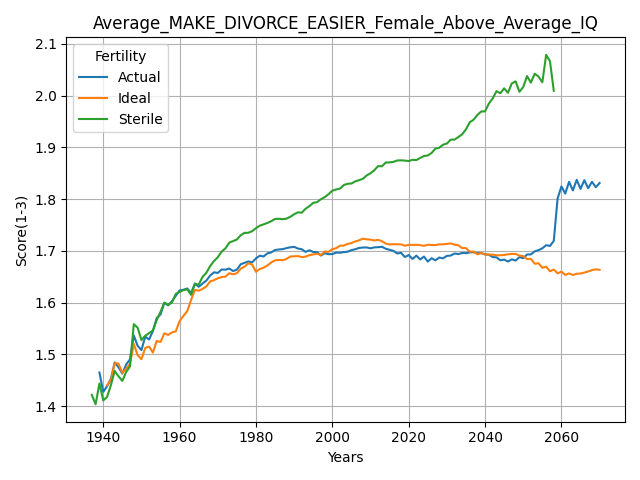 Average_MAKE_DIVORCE_EASIER_Female_Above_Average_IQ
Fertility
Actual
Ideal
Sterile
Score(1-3)
2.1
2.0
1.9
1.8
1.7
1.6
1.5
1.4
1940 1960 1980 2000 2020 2040 2060
Years